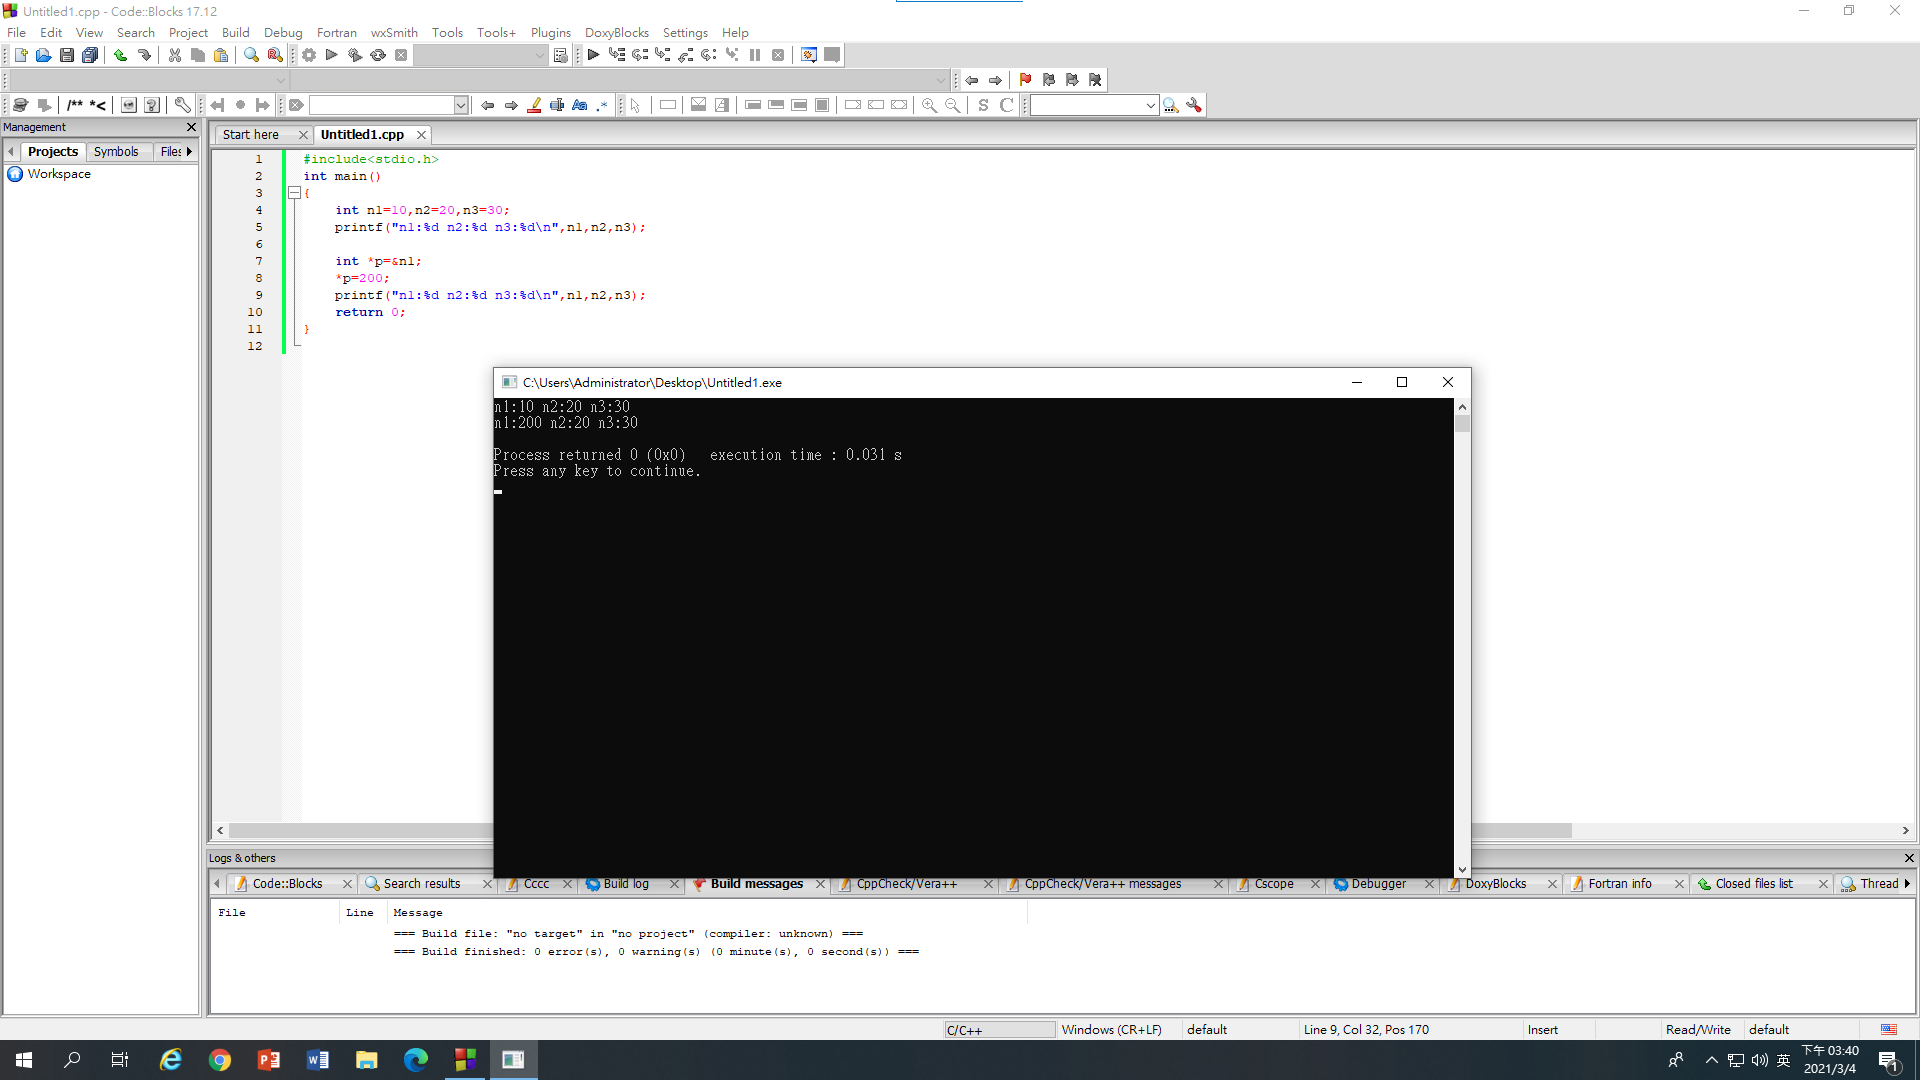 Untitled1.cpp - Code::Blocks 17.12
File Edit View Search Project Build Debug Fortran wxSmith Tools Tools+ Plugins DoxyBlocks Settings Help
/** *<
Aa .* S C
Management
Projects Symbols Files
Workspace
Start here Untitled1.cpp
1 #include<stdio.h>
2 int main()
3 {
4 int n1=10,n2=20,n3=30;
5 printf("n1:%d n2:%d n3:%d\n",n1,n2,n3);
6
7 int *p=&n1;
8 *p=200;
9 printf("n1:%d n2:%d n3:%d\n",n1,n2,n3);
10 return 0;
11 }
12
C:\Users\Administrator\Desktop\Untitled1.exe
n1:10 n2:20 n3:30
n1:200 n2:20 n3:30
Process returned 0 (0x0) execution time : 0.031 s
Press any key to continue.
Logs & others
Code::Blocks Search results Cccc Build log Build messages CppCheck/Vera++ CppCheck/Vera++ messages Cscope Debugger DoxyBlocks Fortran info Closed files list Thread
File Line Message
=== Build file: "no target" in "no project" (compiler: unknown) ===
=== Build finished: 0 error(s), 0 warning(s) (0 minute(s), 0 second(s)) ===
C/C++ Windows (CR+LF) default Line 9, Col 32, Pos 170 Insert Read/Write default
英 下午 03:40
2021/3/4
1